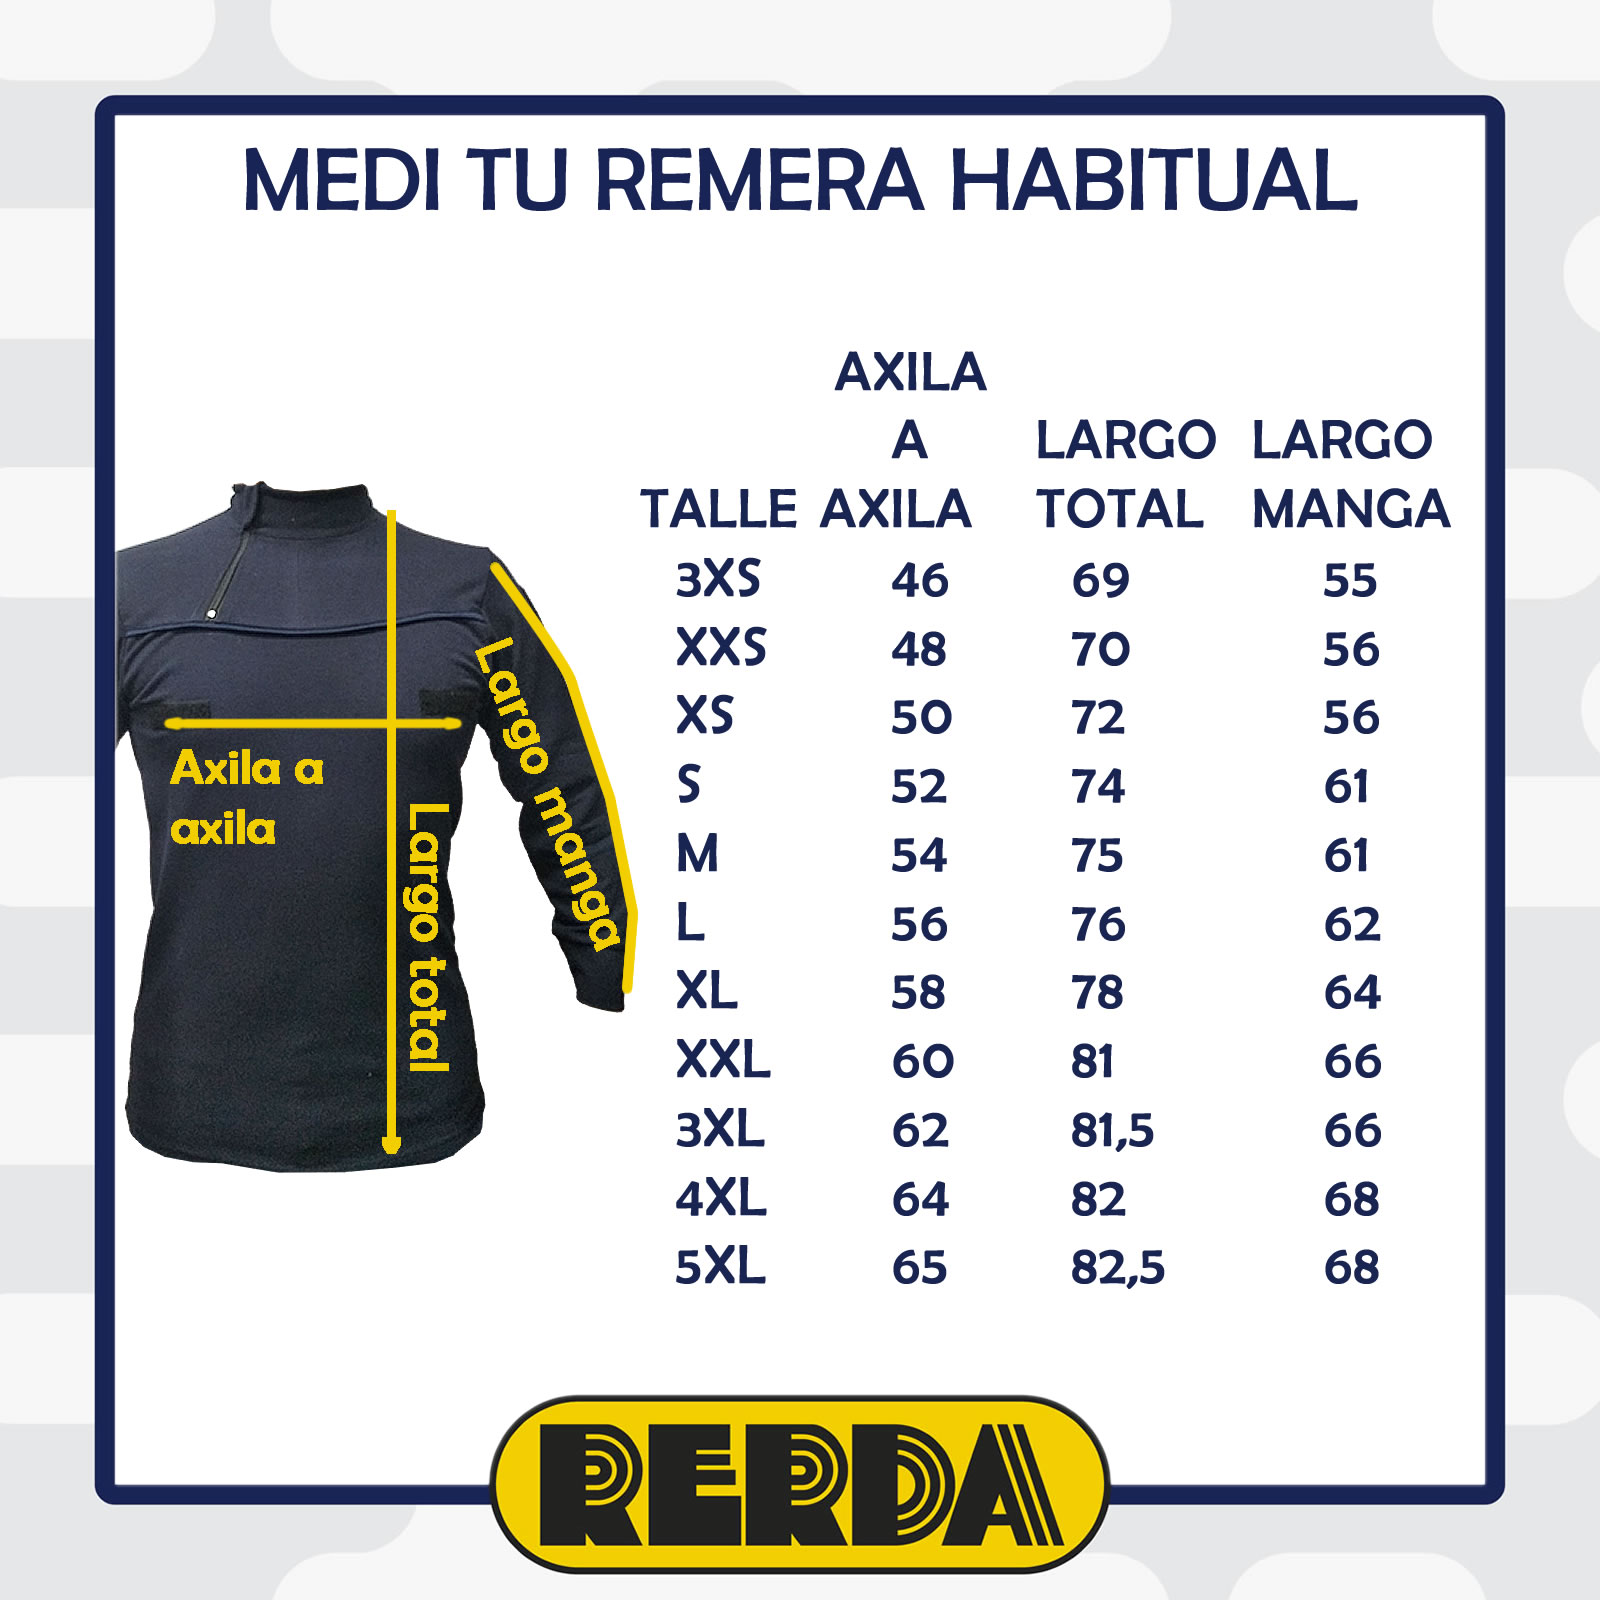 MEDI TU REMERA HABITUAL
AXILA
A LARGO LARGO
TALLE AXILA TOTAL MANGA
3XS 46 69 55
XXS 48 70 56
XS 50 72 56
S 52 74 61
M 54 75 61
L 56 76 62
XL 58 78 64
XXL 60 81 66
3XL 62 81,5 66
4XL 64 82 68
5XL 65 82,5 68
Axila a
axila
Largo total
Largo manga
RERDA